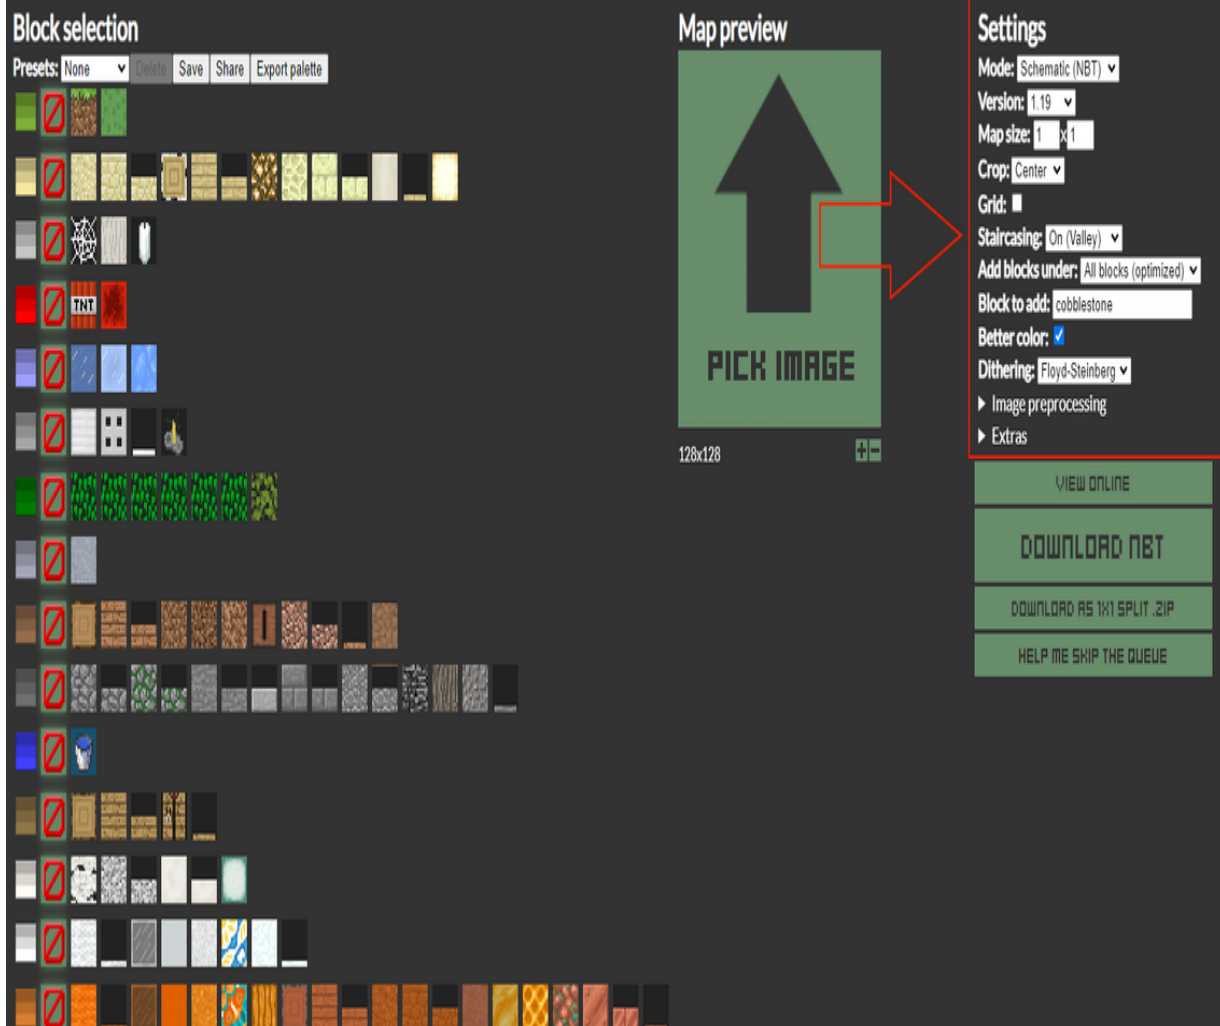 Block selection
Presets: None Delete Save Share Export palette
TNT
Map preview
PICK IMAGE
128x128
Settings
Mode: Schematic (NBT)
Version: 1.19
Map size: 1 x 1
Crop: Center
Grid:
Staircasing: On (Valley)
Add blocks under: All blocks (optimized)
Block to add: cobblestone
Better color:
Dithering: Floyd-Steinberg
Image preprocessing
Extras
VIEW ONLINE
DOWNLOAD NBT
DOWNLOAD AS 1X1 SPLIT .ZIP
HELP ME SKIP THE QUEUE